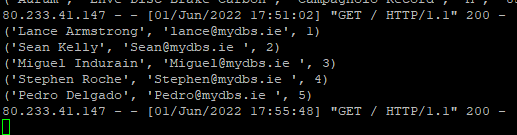 80.233.41.147 - - [01/Jun/2022 17:51:02] "GET / HTTP/1.1" 200 -
('Lance Armstrong', 'lance@mydbs.ie', 1)
('Sean Kelly', 'Sean@mydbs.ie ', 2)
('Miguel Indurain', 'Miguel@mydbs.ie ', 3)
('Stephen Roche', 'Stephen@mydbs.ie ', 4)
('Pedro Delgado', 'Pedro@mydbs.ie ', 5)
80.233.41.147 - - [01/Jun/2022 17:55:48] "GET / HTTP/1.1" 200 -